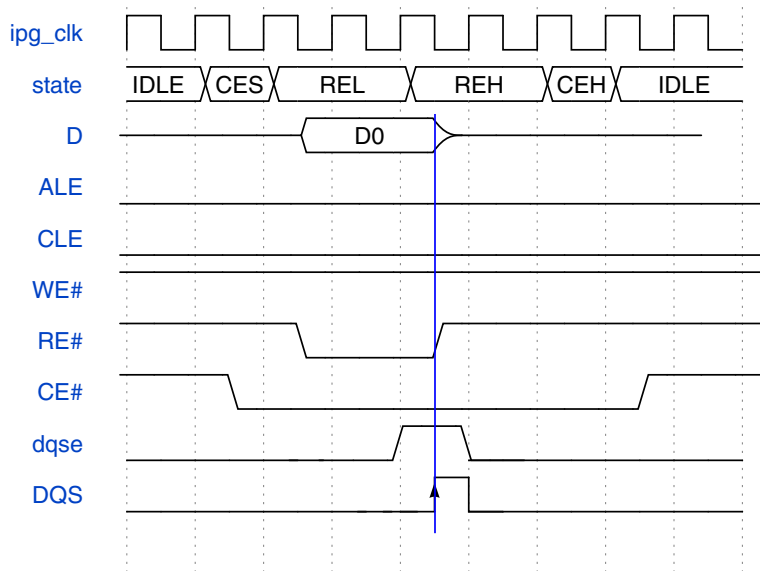 ipg_clk
state IDLE CES REL REH CEH IDLE
D D0
ALE
CLE
WE#
RE#
CE#
dqse
DQS